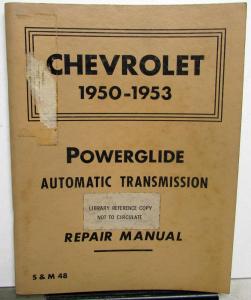 CHEVROLET
1950-1953
POWERGLIDE
AUTOMATIC TRANSMISSION
LIBRARY REFERENCE COPY
NOT TO CIRCULATE
REPAIR MANUAL
S & M 48